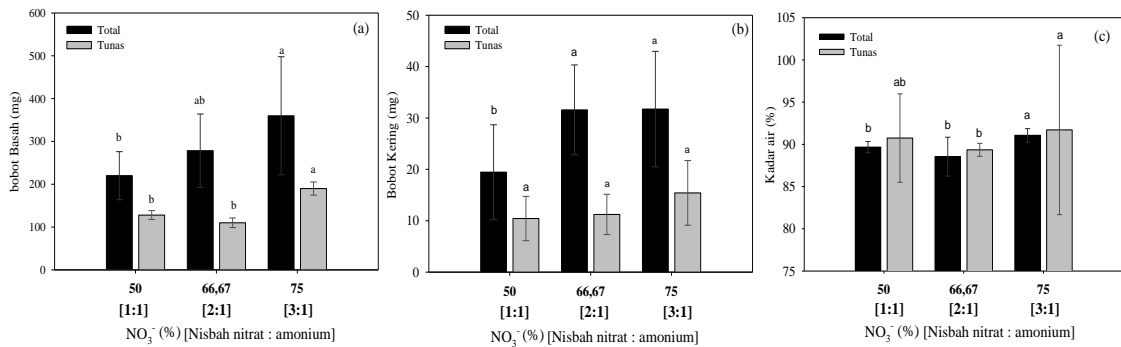 (a)
Total
Tunas
bobot Basah (mg)
600
500
400
300
200
100
0
b
b
ab
b
a
a
50
66,67
75
[1:1]
[2:1]
[3:1]
NO3- (%) [Nisbah nitrat : amonium]
(b)
Total
Tunas
Bobot Kering (mg)
50
40
30
20
10
0
b
a
a
a
a
a
50
66,67
75
[1:1]
[2:1]
[3:1]
NO3- (%) [Nisbah nitrat : amonium]
(c)
Total
Tunas
Kadar air (%)
105
100
95
90
85
80
75
b
ab
b
b
a
a
50
66,67
75
[1:1]
[2:1]
[3:1]
NO3- (%) [Nisbah nitrat : amonium]